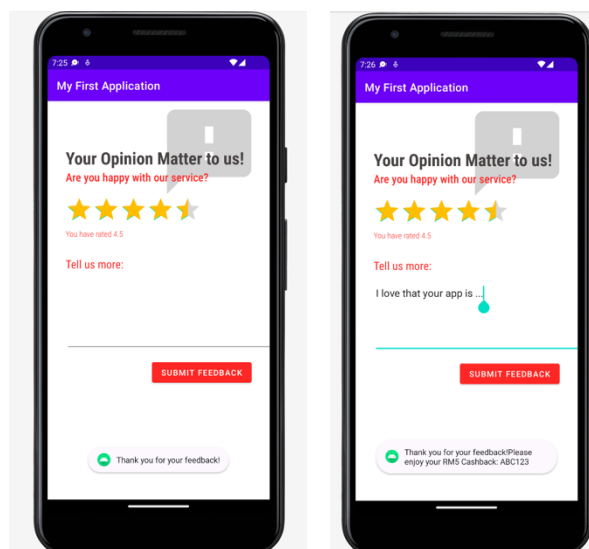 7:25
My First Application
Your Opinion Matter to us!
Are you happy with our service?
You have rated 4.5
Tell us more:
SUBMIT FEEDBACK
Thank you for your feedback!
7:26
My First Application
Your Opinion Matter to us!
Are you happy with our service?
You have rated 4.5
Tell us more:
I love that your app is ...
SUBMIT FEEDBACK
Thank you for your feedback!Please
enjoy your RM5 Cashback: ABC123